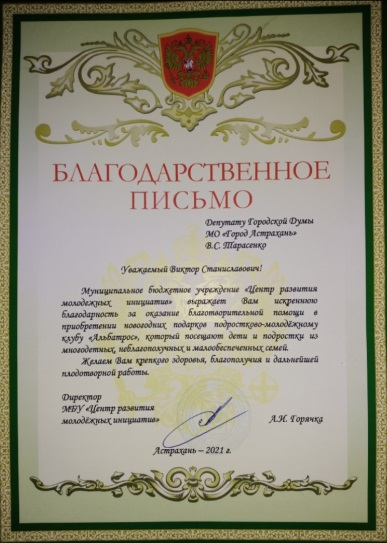 БЛАГОДАРСТВЕННОЕ
ПИСЬМО
Депутату Городской Думы
МО «Город Астрахань»
В.С. Тарасенко
Уважаемый Виктор Станиславович!
Муниципальное бюджетное учреждение «Центр развития
молодежных инициатив» выражает Вам искреннюю
благодарность за оказание благотворительной помощи в
приобретении новогодних подарков подростково-молодёжному
клубу «Альбатрос», который посещают дети и подростки из
многодетных, неблагополучных и малообеспеченных семей.
Желаем Вам крепкого здоровья, благополучия и дальнейшей
плодотворной работы.
Директор
МБУ «Центр развития
молодёжных инициатив» А.Н. Горячка
Астрахань – 2021 г.